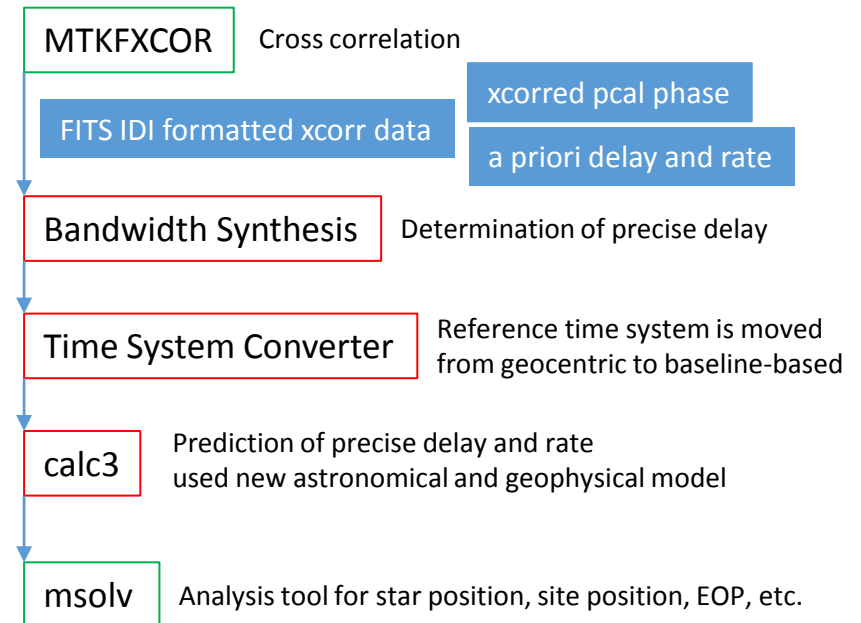 MTKFXCOR
Cross correlation
xcorred pcal phase
FITS IDI formatted xcorr data
a priori delay and rate
Bandwidth Synthesis
Determination of precise delay
Time System Converter
Reference time system is moved
from geocentric to baseline-based
calc3
Prediction of precise delay and rate
used new astronomical and geophysical model
msolv
Analysis tool for star position, site position, EOP, etc.